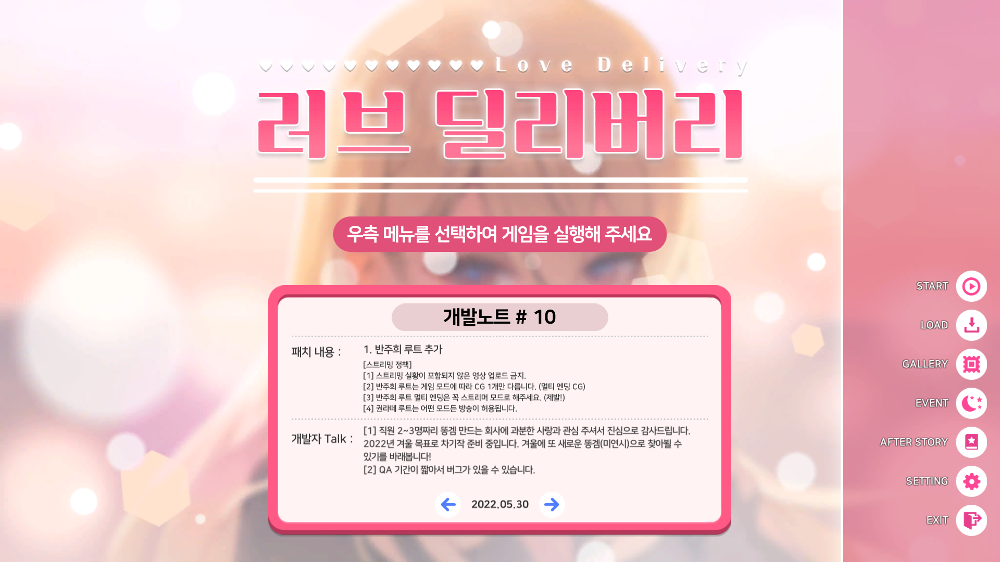 Love Delivery
러브 딜리버리
우측 메뉴를 선택하여 게임을 실행해 주세요
개발노트 # 10
패치 내용 :
1. 반주희 루트 추가
[스트리밍 정책]
[1] 스트리밍 실황이 포함되지 않은 영상 업로드 금지.
[2] 반주희 루트는 게임 모드에 따라 CG 1개만 다릅니다. (멀티 엔딩 CG)
[3] 반주희 루트 멀티 엔딩은 꼭 스트리머 모드로 해주세요. (제발!)
[4] 권라떼 루트는 어떤 모드든 방송이 허용됩니다.
개발자 Talk :
[1] 직원 2~3명짜리 똥겜 만드는 회사에 과분한 사랑과 관심 주셔서 진심으로 감사드립니다.
2022년 겨울 목표로 차기작 준비 중입니다. 겨울에 또 새로운 똥겜(미연시)으로 찾아뵐 수
있기를 바래봅니다!
[2] QA 기간이 짧아서 버그가 있을 수 있습니다.
2022.05.30
START
LOAD
GALLERY
EVENT
AFTER STORY
SETTING
EXIT